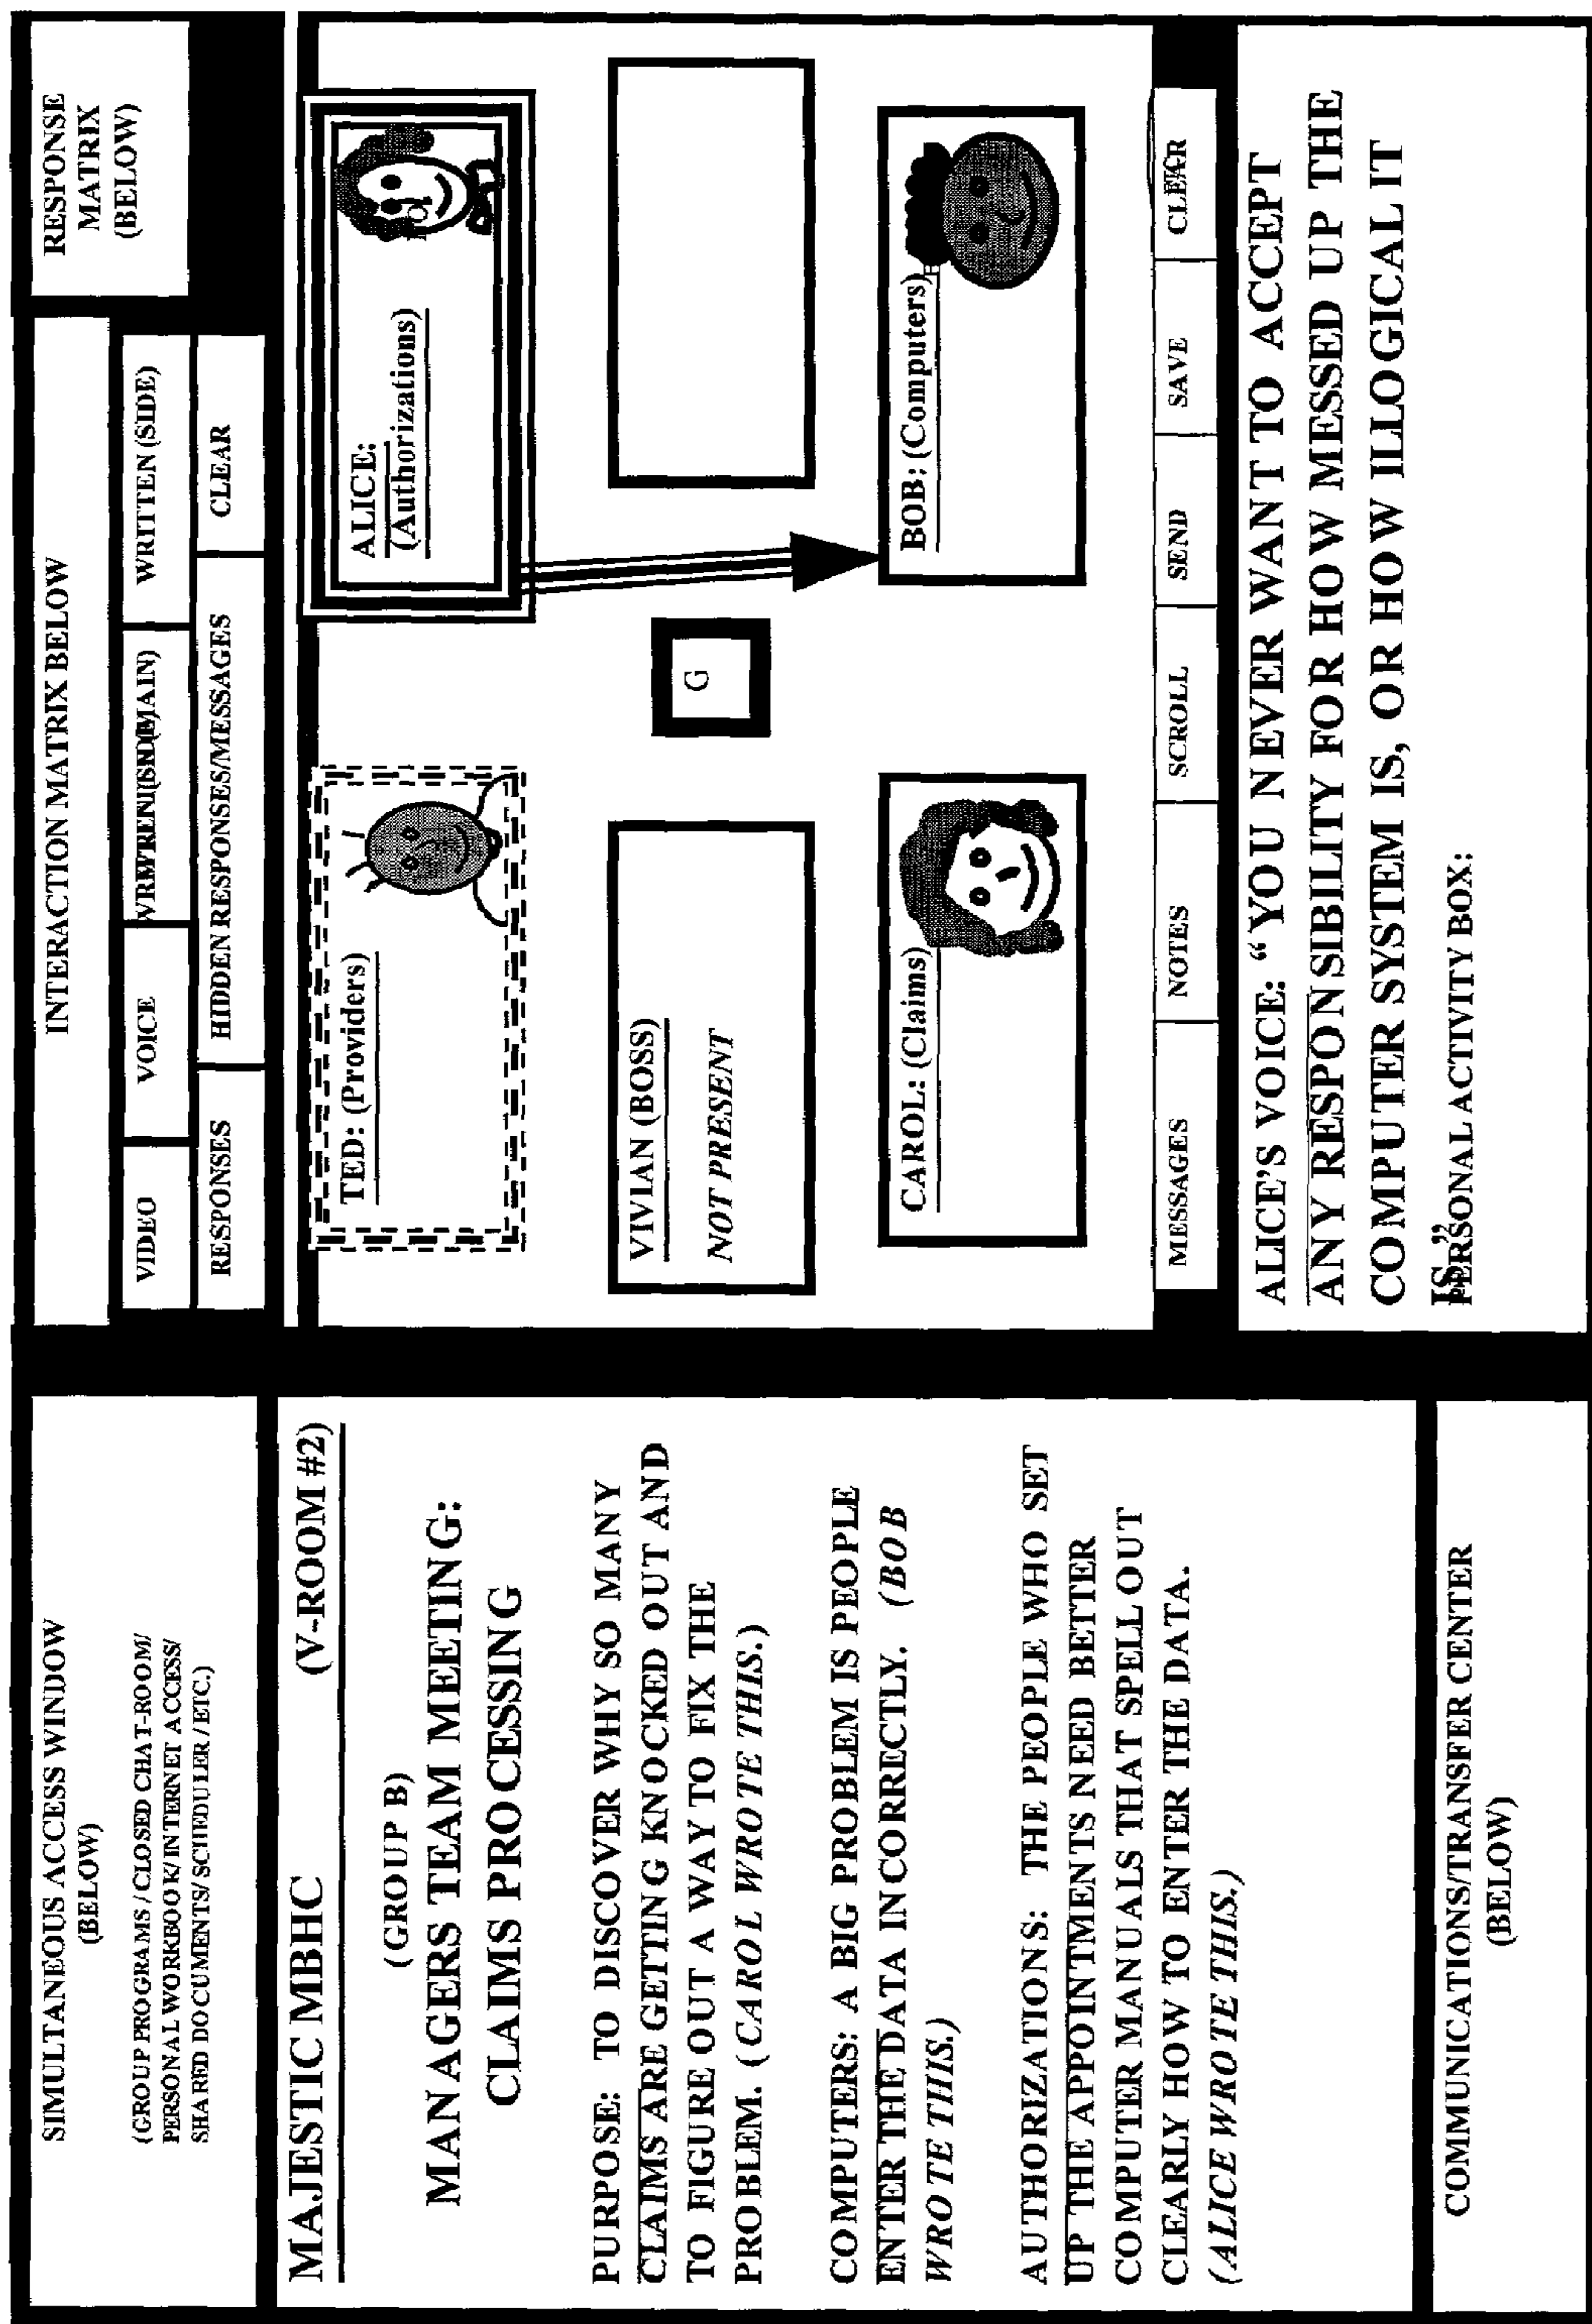 SIMULTANEOUS ACCESS WINDOW
(BELOW)
(GROUP PROGRAMS / CLOSED CHAT-ROOM/
PERSONAL WORKBOOK/INTERNET ACCESS/
SHARED DOCUMENTS/ SCHEDULER / ETC.)
MAJESTIC MBHC (V-ROOM #2)
(GROUP B)
MANAGERS TEAM MEETING:
CLAIMS PROCESSING
PURPOSE: TO DISCOVER WHY SO MANY
CLAIMS ARE GETTING KNOCKED OUT AND
TO FIGURE OUT A WAY TO FIX THE
PROBLEM. (CAROL WROTE THIS.)
COMPUTERS: A BIG PROBLEM IS PEOPLE
ENTER THE DATA INCORRECTLY. (BOB
WROTE THIS.)
AUTHORIZATIONS: THE PEOPLE WHO SET
UP THE APPOINTMENTS NEED BETTER
COMPUTER MANUALS THAT SPELL OUT
CLEARLY HOW TO ENTER THE DATA.
(ALICE WROTE THIS.)
COMMUNICATIONS/TRANSFER CENTER
(BELOW)
INTERACTION MATRIX BELOW
VIDEO VOICE WRITTEN (SIDE)
RESPONSES HIDDEN RESPONSES/MESSAGES CLEAR
RESPONSE
MATRIX
(BELOW)
TED: (Providers)
ALICE:
(Authorizations)
VIVIAN (BOSS)
NOT PRESENT
G
CAROL: (Claims)
BOB: (Computers)
MESSAGES NOTES SCROLL SEND SAVE CLEAR
ALICE'S VOICE: “YOU NEVER WANT TO ACCEPT
ANY RESPONSIBILITY FOR HOW MESSED UP THE
COMPUTER SYSTEM IS, OR HOW ILLOGICAL IT
IS.”
PERSONAL ACTIVITY BOX: